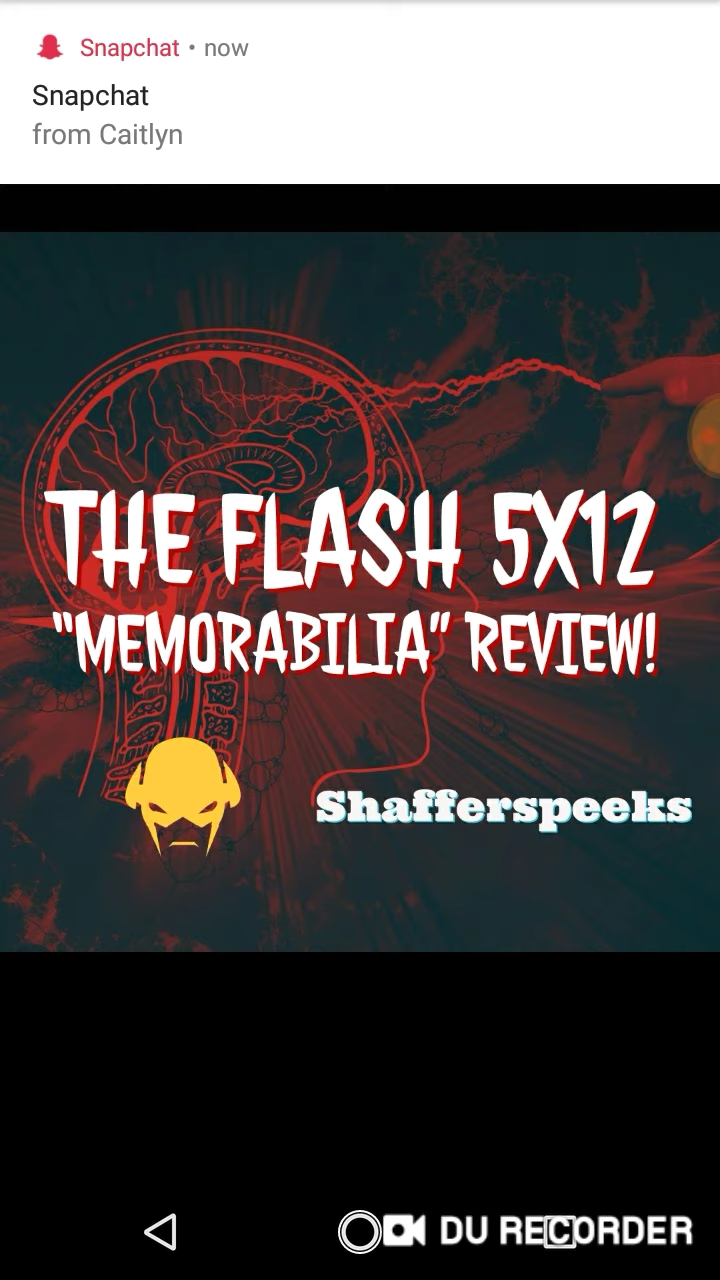 Snapchat • now
Snapchat
from Caitlyn
THE FLASH 5X12
"MEMORABILIA" REVIEW!
Shafferspeeks
DU RECORDER